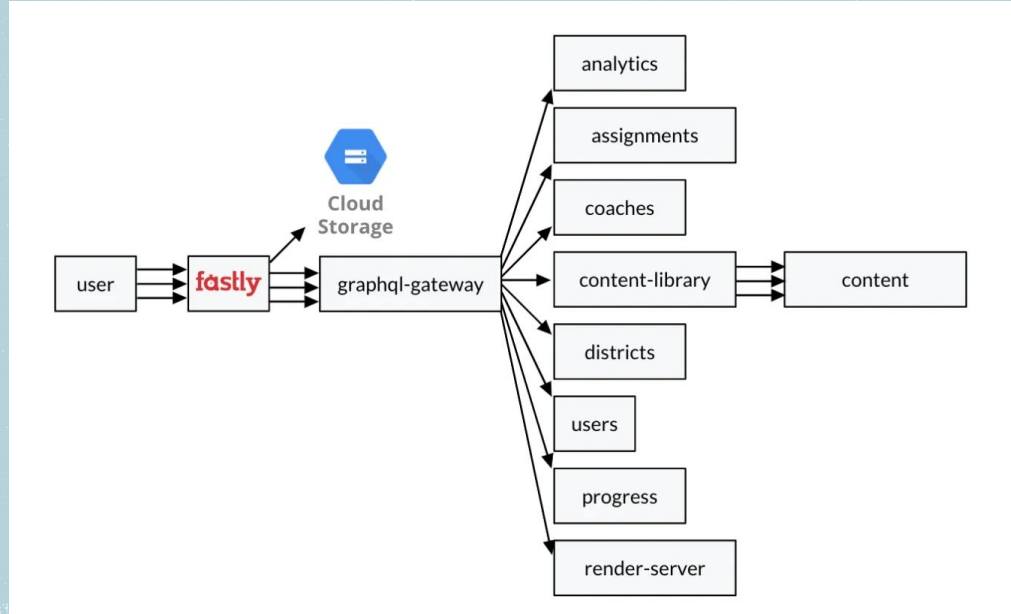 analytics
assignments
Cloud
Storage
coaches
user
fastly
graphql-gateway
content-library
content
districts
users
progress
render-server